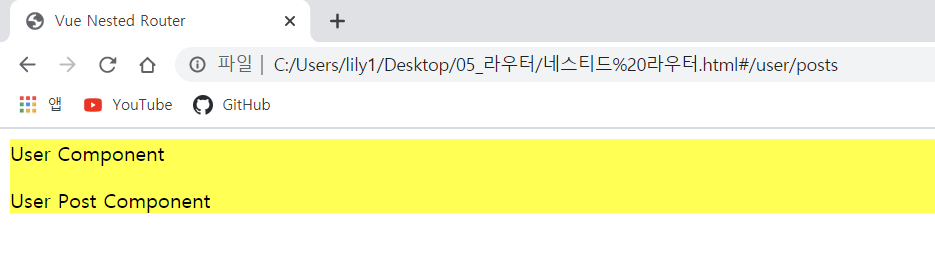 Vue Nested Router
파일 | C:/Users/lily1/Desktop/05_라우터/네스티드%20라우터.html#/user/posts
앱 YouTube GitHub
User Component
User Post Component